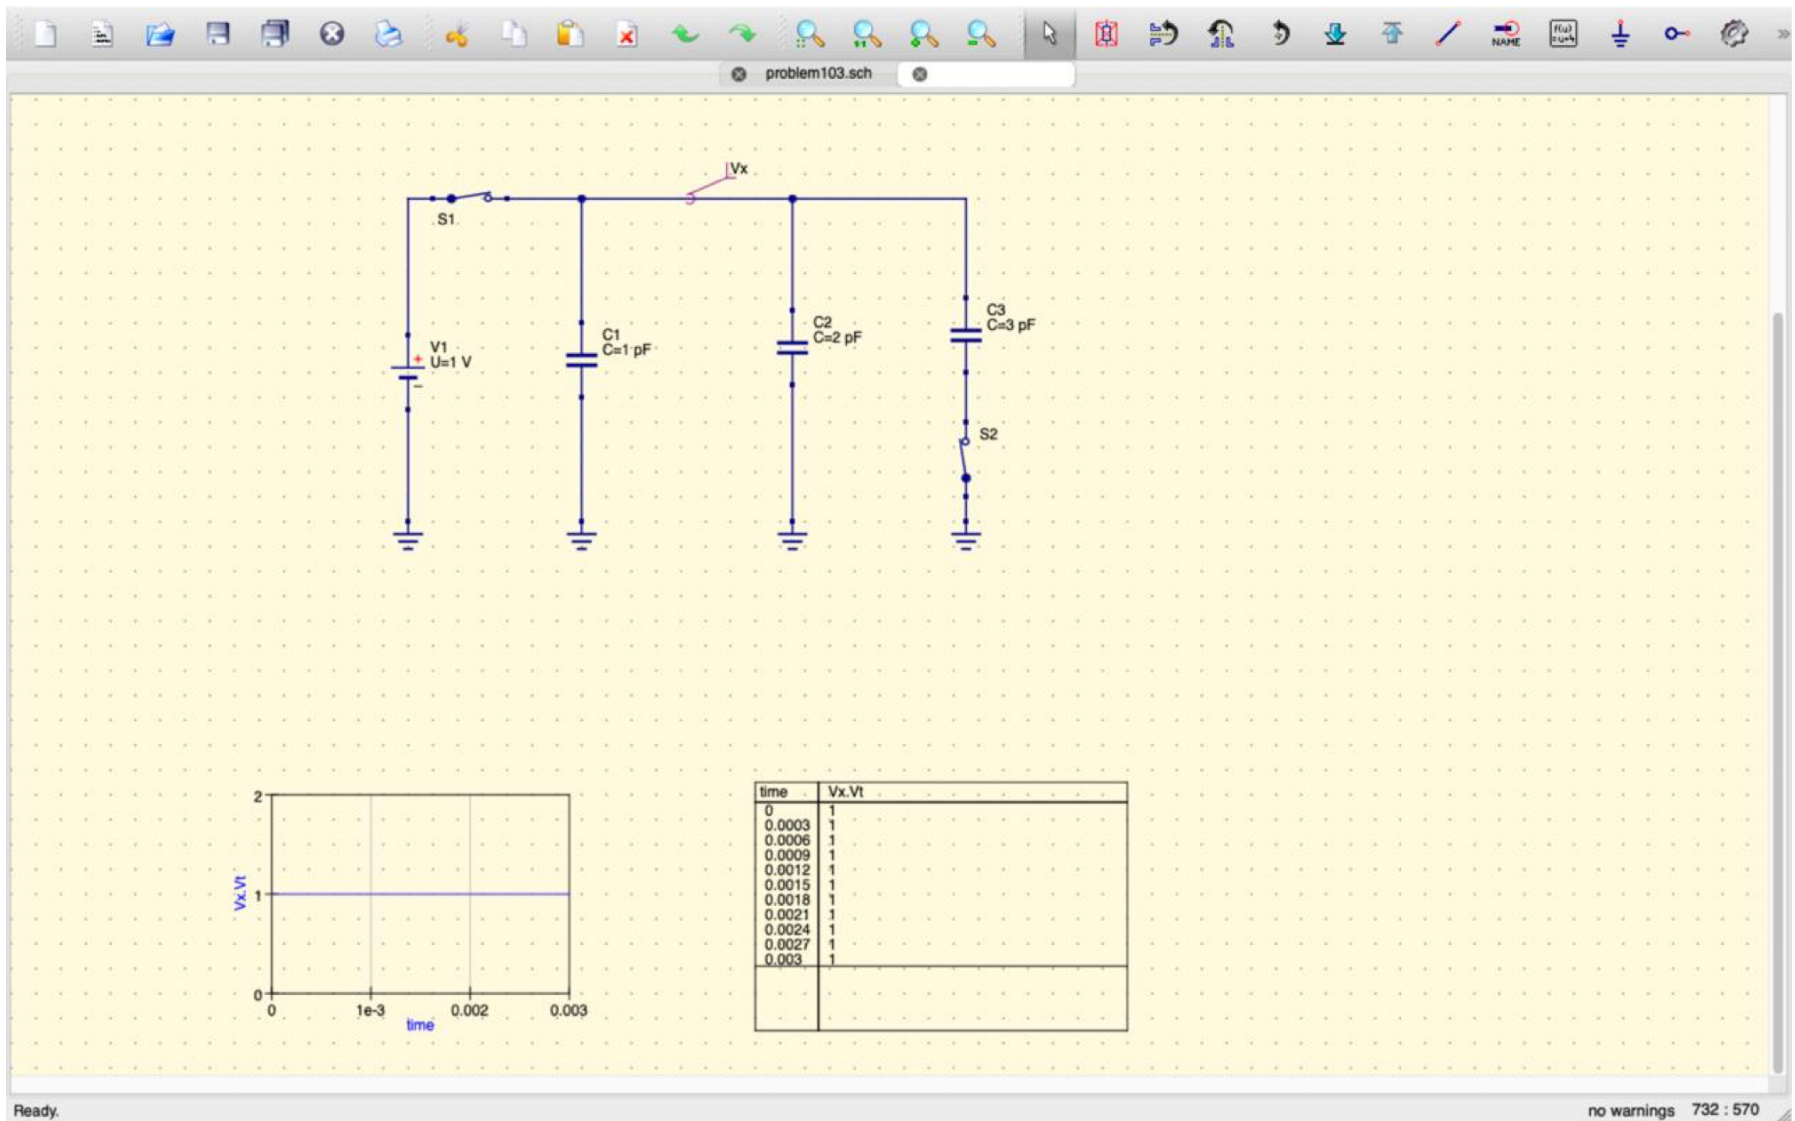 NAME
problem103.sch
Vx
S1
C3
C=3 pF
C2
C=2 pF
C1
C=1 pF
V1
U=1 V
+
–
S2
2
1
0
Vx.Vt
0 1e-3 0.002 0.003
time
time Vx.Vt
0 1
0.0003 1
0.0006 1
0.0009 1
0.0012 1
0.0015 1
0.0018 1
0.0021 1
0.0024 1
0.0027 1
0.003 1
Ready.
no warnings 732 : 570